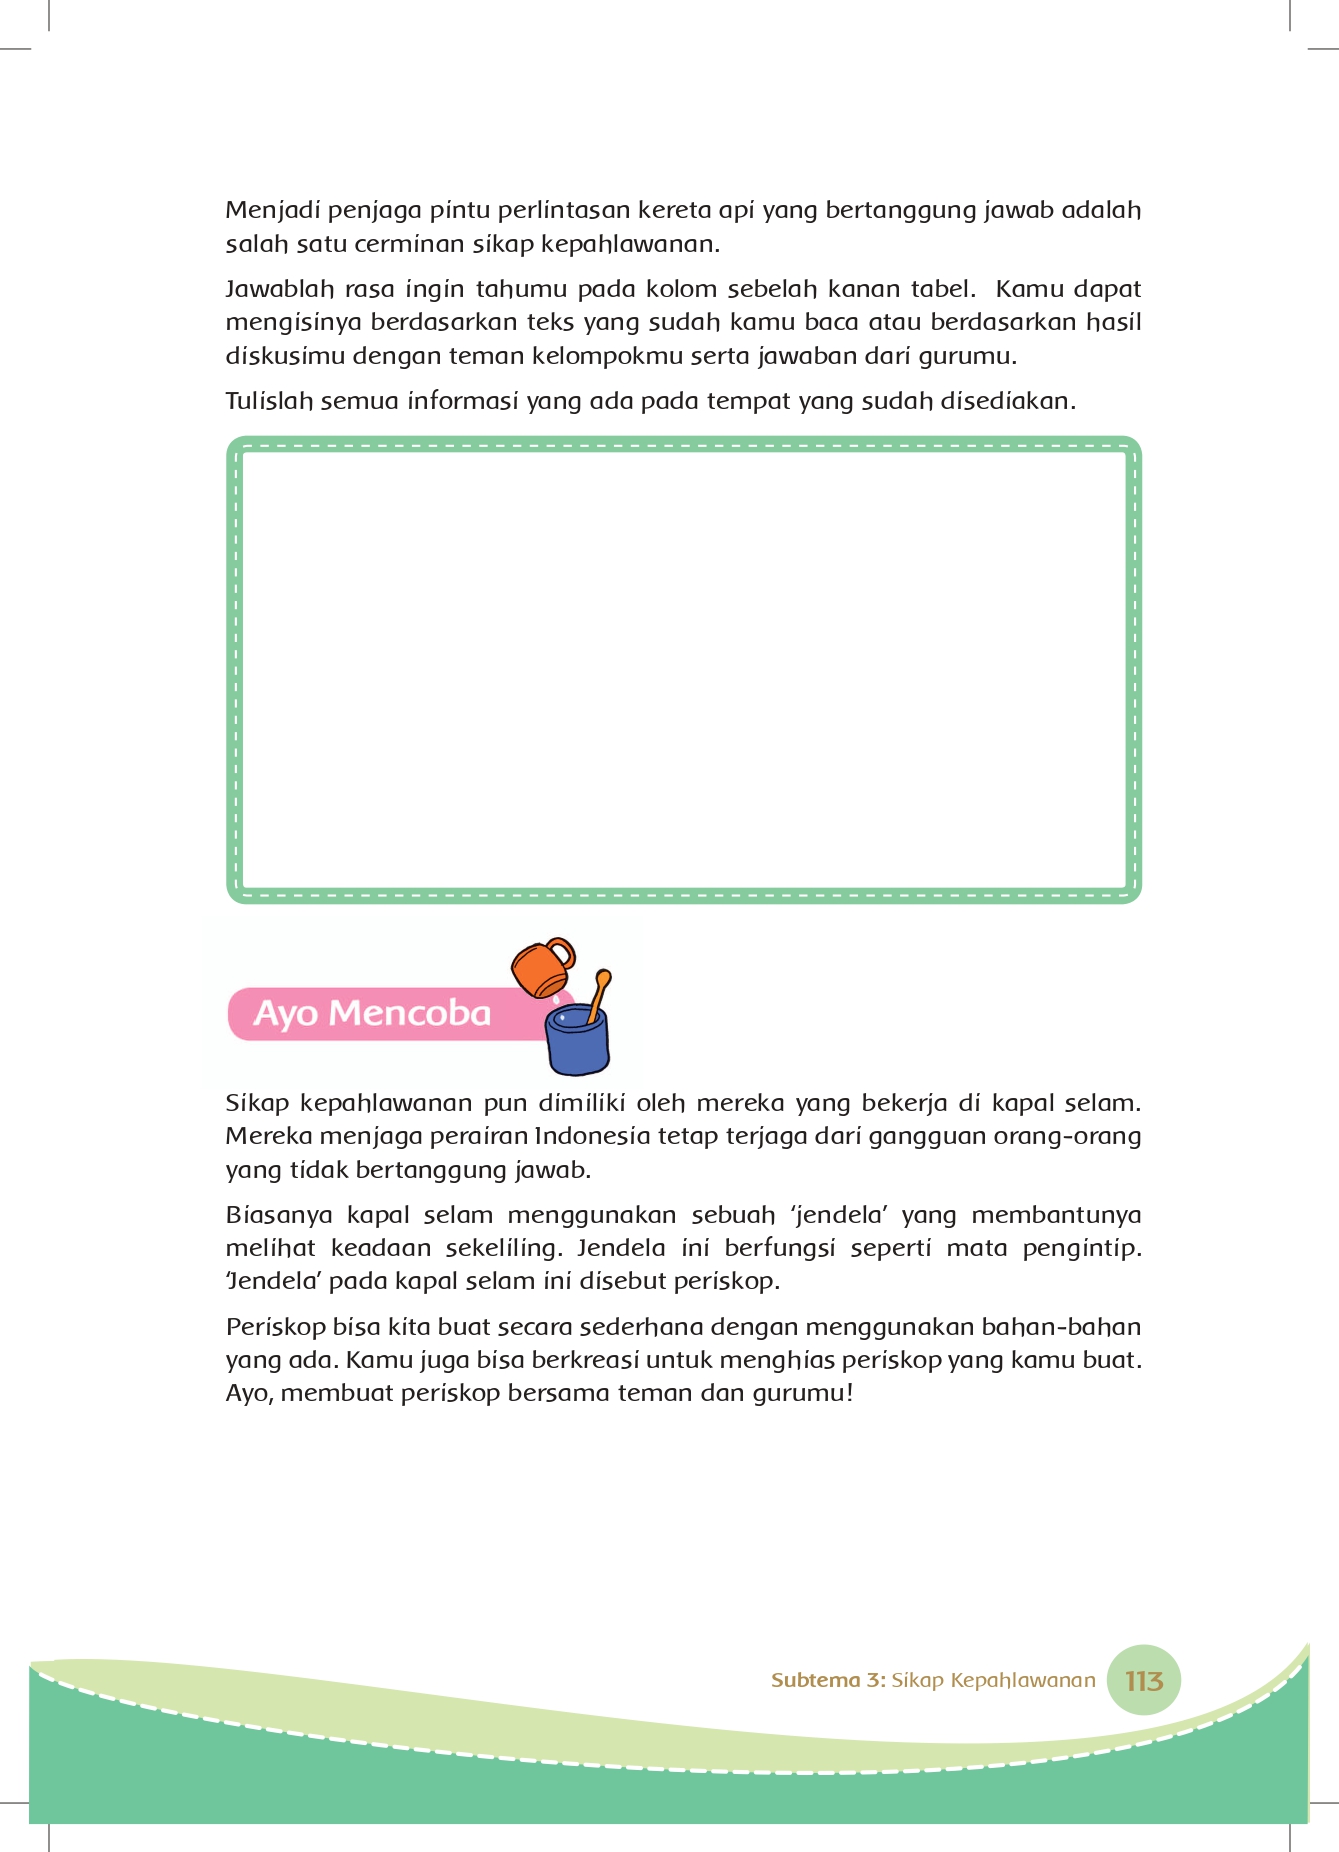 Menjadi penjaga pintu perlintasan kereta api yang bertanggung jawab adalah
salah satu cerminan sikap kepahlawanan.
Jawablah rasa ingin tahumu pada kolom sebelah kanan tabel.  Kamu dapat
mengisinya berdasarkan teks yang sudah kamu baca atau berdasarkan hasil
diskusimu dengan teman kelompokmu serta jawaban dari gurumu.
Tulislah semua informasi yang ada pada tempat yang sudah disediakan.
Ayo Mencoba
Sikap kepahlawanan pun dimiliki oleh mereka yang bekerja di kapal selam.
Mereka menjaga perairan Indonesia tetap terjaga dari gangguan orang-orang
yang tidak bertanggung jawab.
Biasanya kapal selam menggunakan sebuah ‘jendela’ yang membantunya
melihat keadaan sekeliling. Jendela ini berfungsi seperti mata pengintip.
‘Jendela’ pada kapal selam ini disebut periskop.
Periskop bisa kita buat secara sederhana dengan menggunakan bahan-bahan
yang ada. Kamu juga bisa berkreasi untuk menghias periskop yang kamu buat.
Ayo, membuat periskop bersama teman dan gurumu!
Subtema 3: Sikap Kepahlawanan 113